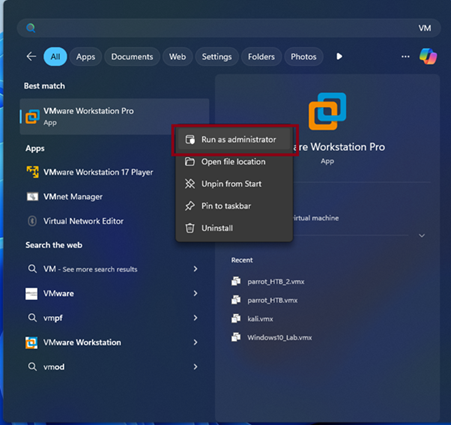 VM
All Apps Documents Web Settings Folders Photos
Best match
VMware Workstation Pro
App
Apps
VMware Workstation 17 Player
VMnet Manager
Virtual Network Editor
Search the web
VM - See more search results
VMware
vmpf
VMware Workstation
vmod
Run as administrator
Open file location
Unpin from Start
Pin to taskbar
Uninstall
are Workstation Pro
App
virtual machine
Recent
parrot_HTB_2.vmx
parrot_HTB.vmx
kali.vmx
Windows10_Lab.vmx